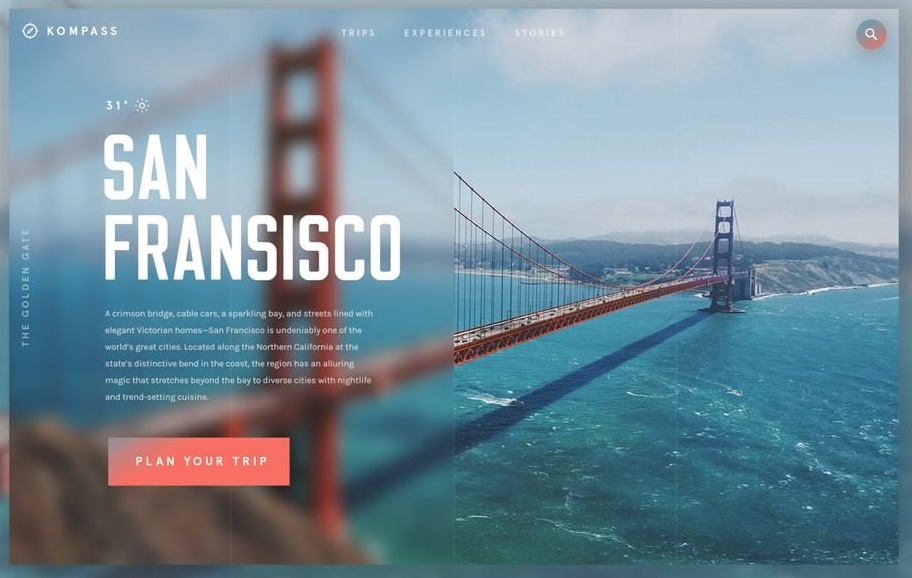 KOMPASS
TRIPS EXPERIENCES STORIES
31°
SAN
FRANSISCO
THE GOLDEN GATE
A crimson bridge, cable cars, a sparkling bay, and streets lined with
elegant Victorian homes—San Francisco is undeniably one of the
world's great cities. Located along the Northern California at the
state's distinctive bend in the coast, the region has an alluring
magic that stretches beyond the bay to diverse cities with nightlife
and trend-setting cuisine.
PLAN YOUR TRIP